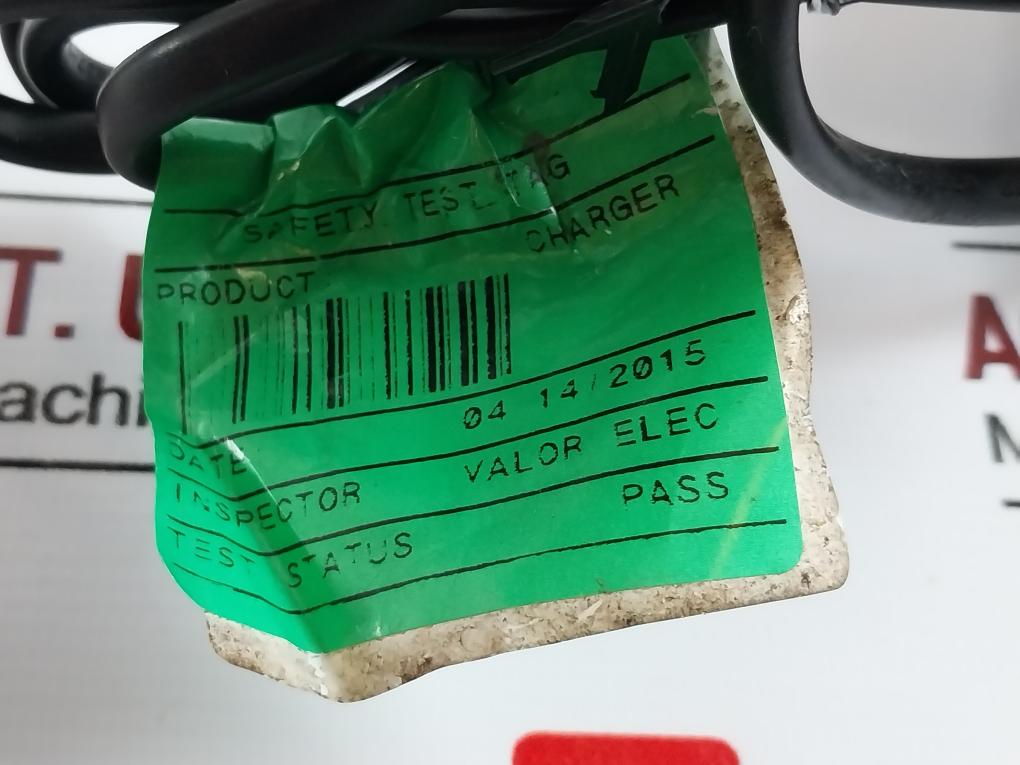 SAFETY TEST TAG
PRODUCT CHARGER
DATE 04 14/2015
INSPECTOR VALOR ELEC
TEST STATUS PASS
T. U
achi
A
M